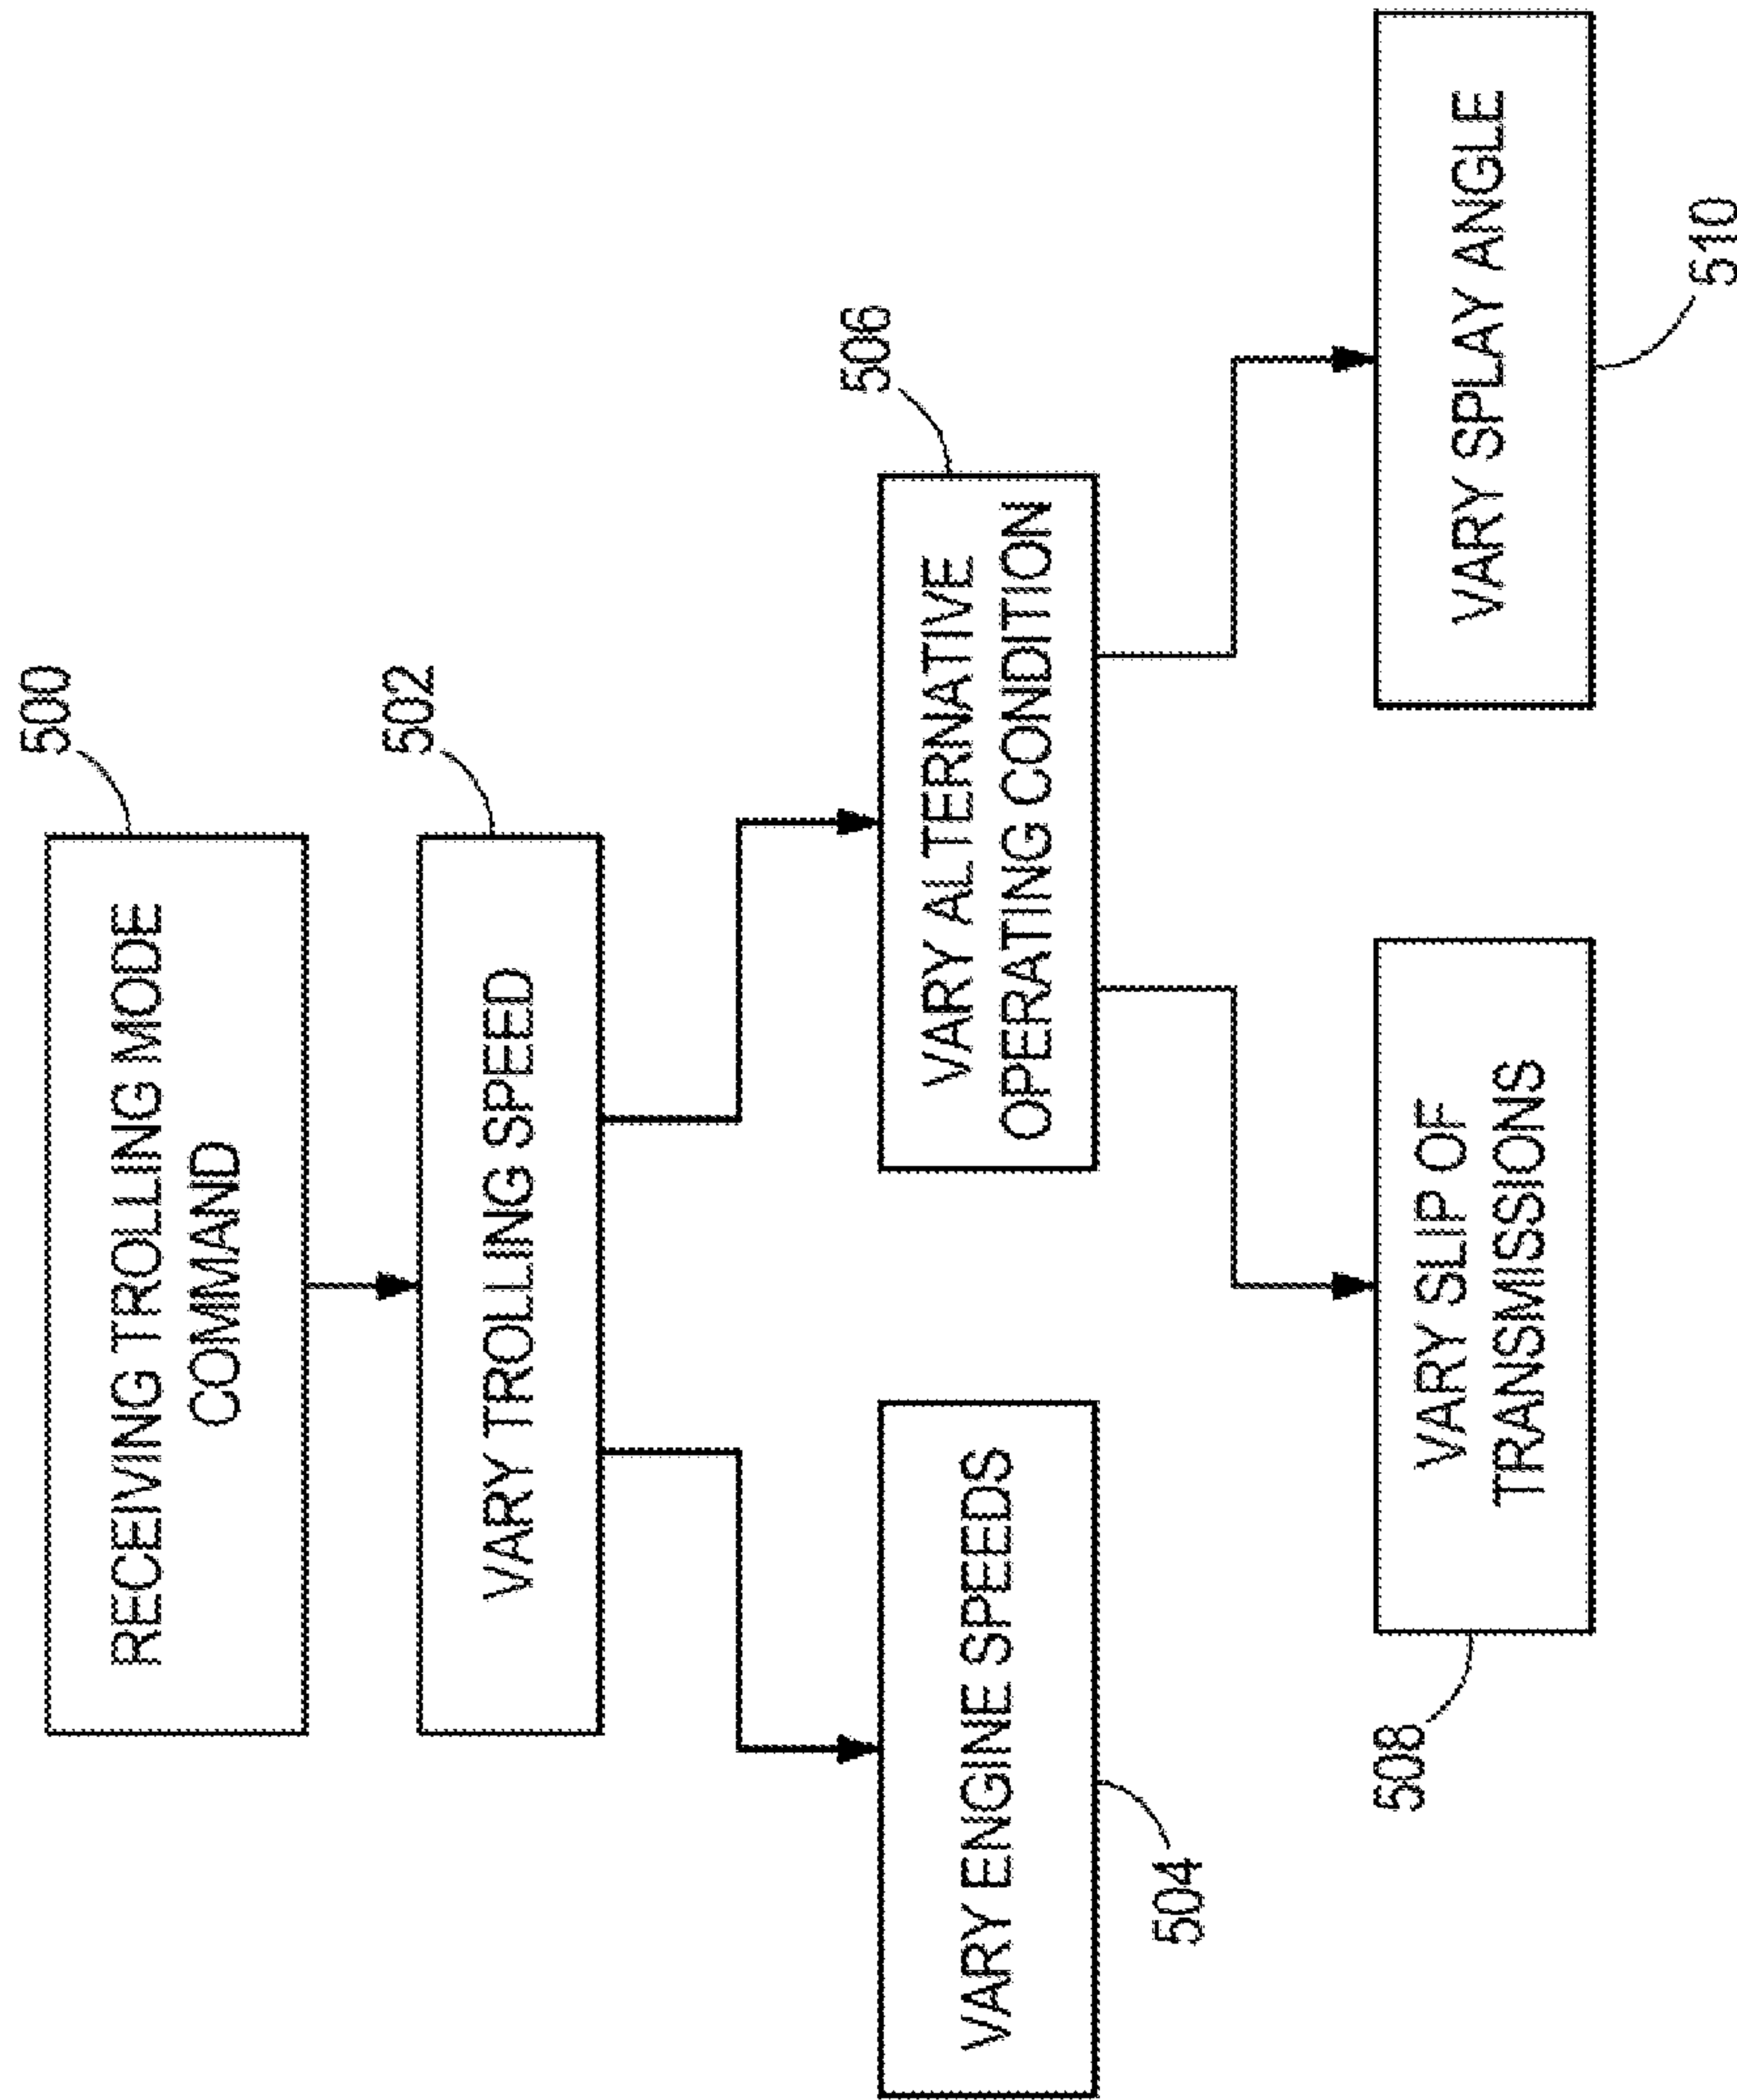 500
RECEIVING TROLLING MODE
COMMAND
502
VARY TROLLING SPEED
504
VARY ENGINE SPEEDS
506
VARY ALTERNATIVE
OPERATING CONDITION
508
VARY SLIP OF
TRANSMISSIONS
VARY SPLAY ANGLE
510